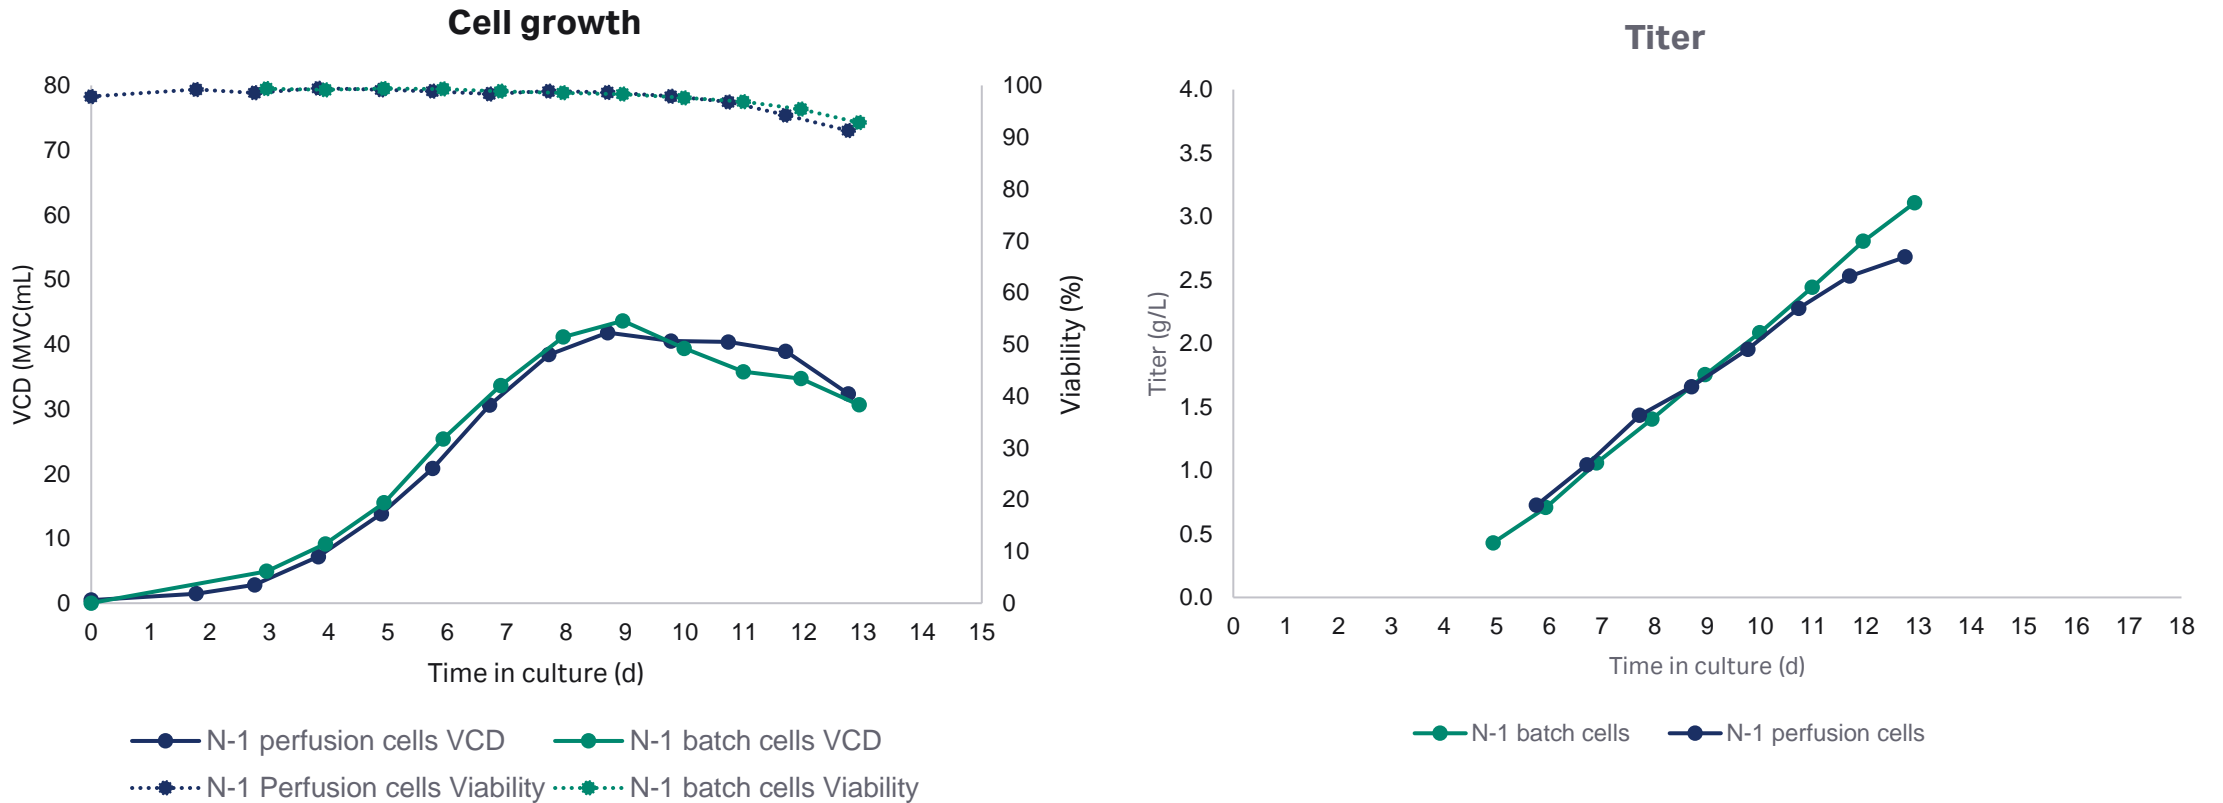 Cell growth
80
70
60
50
40
30
20
10
0
VCD (MVC(mL)
100
90
80
70
60
50
40
30
20
10
0
Viability (%)
0 1 2 3 4 5 6 7 8 9 10 11 12 13 14 15
Time in culture (d)
N-1 perfusion cells VCD
N-1 batch cells VCD
N-1 Perfusion cells Viability
N-1 batch cells Viability
Titer
4.0
3.5
3.0
2.5
2.0
1.5
1.0
0.5
0.0
Titer (g/L)
0 1 2 3 4 5 6 7 8 9 10 11 12 13 14 15 16 17 18
Time in culture (d)
N-1 batch cells
N-1 perfusion cells